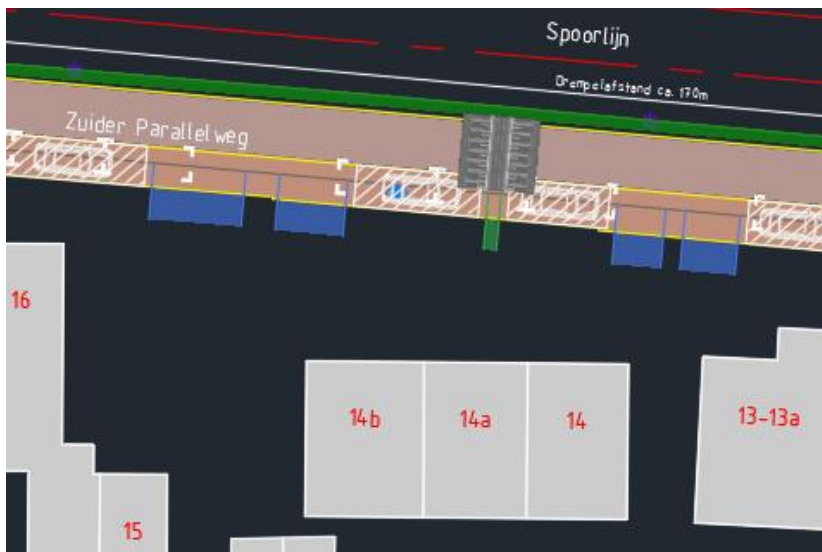 Spoorlijn
Drempelafstand ca. 170m
Zuider Parallelweg
16
14b
14a
14
13-13a
15